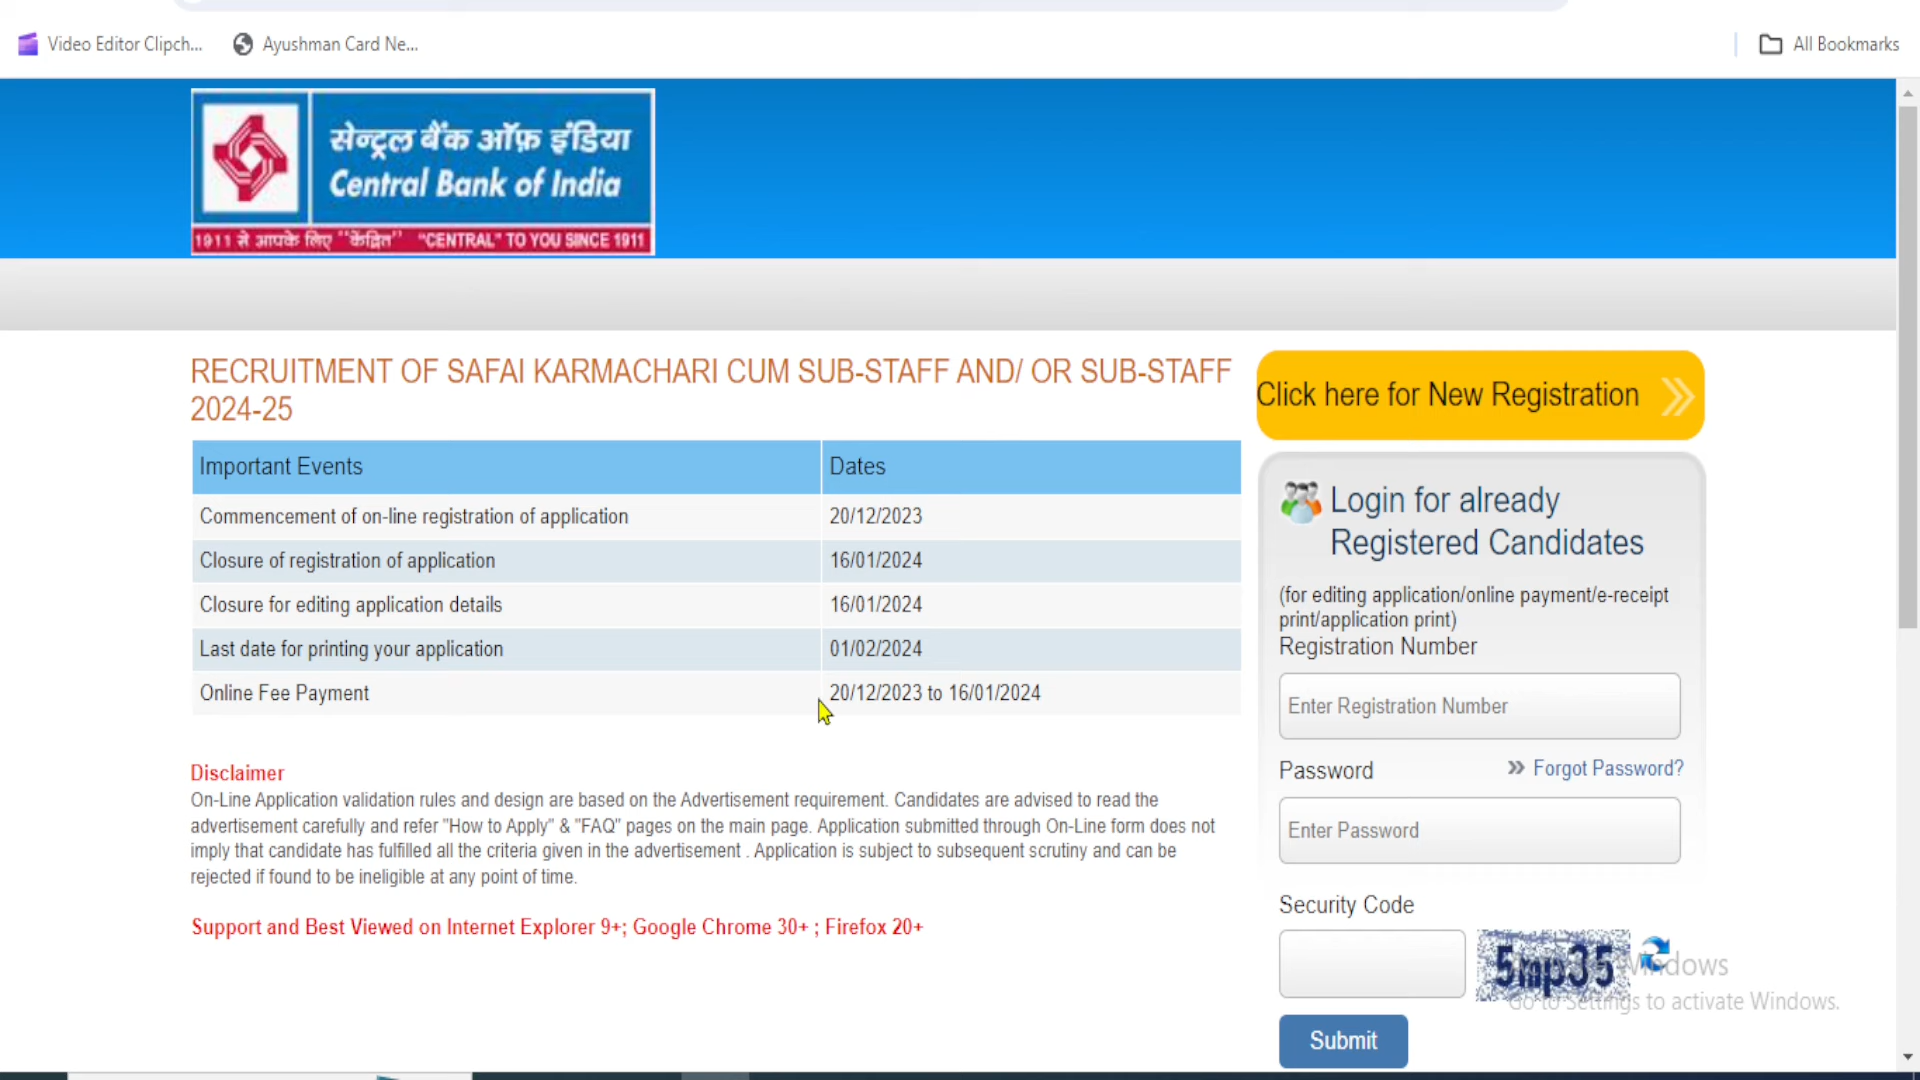 Video Editor Clipch...
Ayushman Card Ne...
All Bookmarks
सेन्ट्रल बैंक ऑफ़ इंडिया
Central Bank of India
1911 से आपके लिए "केंद्रित" "CENTRAL" TO YOU SINCE 1911
RECRUITMENT OF SAFAI KARMACHARI CUM SUB-STAFF AND/ OR SUB-STAFF
2024-25
Important Events Dates
Commencement of on-line registration of application 20/12/2023
Closure of registration of application 16/01/2024
Closure for editing application details 16/01/2024
Last date for printing your application 01/02/2024
Online Fee Payment 20/12/2023 to 16/01/2024
Disclaimer
On-Line Application validation rules and design are based on the Advertisement requirement. Candidates are advised to read the
advertisement carefully and refer "How to Apply" & "FAQ" pages on the main page. Application submitted through On-Line form does not
imply that candidate has fulfilled all the criteria given in the advertisement . Application is subject to subsequent scrutiny and can be
rejected if found to be ineligible at any point of time.
Support and Best Viewed on Internet Explorer 9+; Google Chrome 30+ ; Firefox 20+
Click here for New Registration
Login for already
Registered Candidates
(for editing application/online payment/e-receipt
print/application print)
Registration Number
Enter Registration Number
Password
» Forgot Password?
Enter Password
Security Code
5mp35
Windows
Go to Settings to activate Windows.
Submit